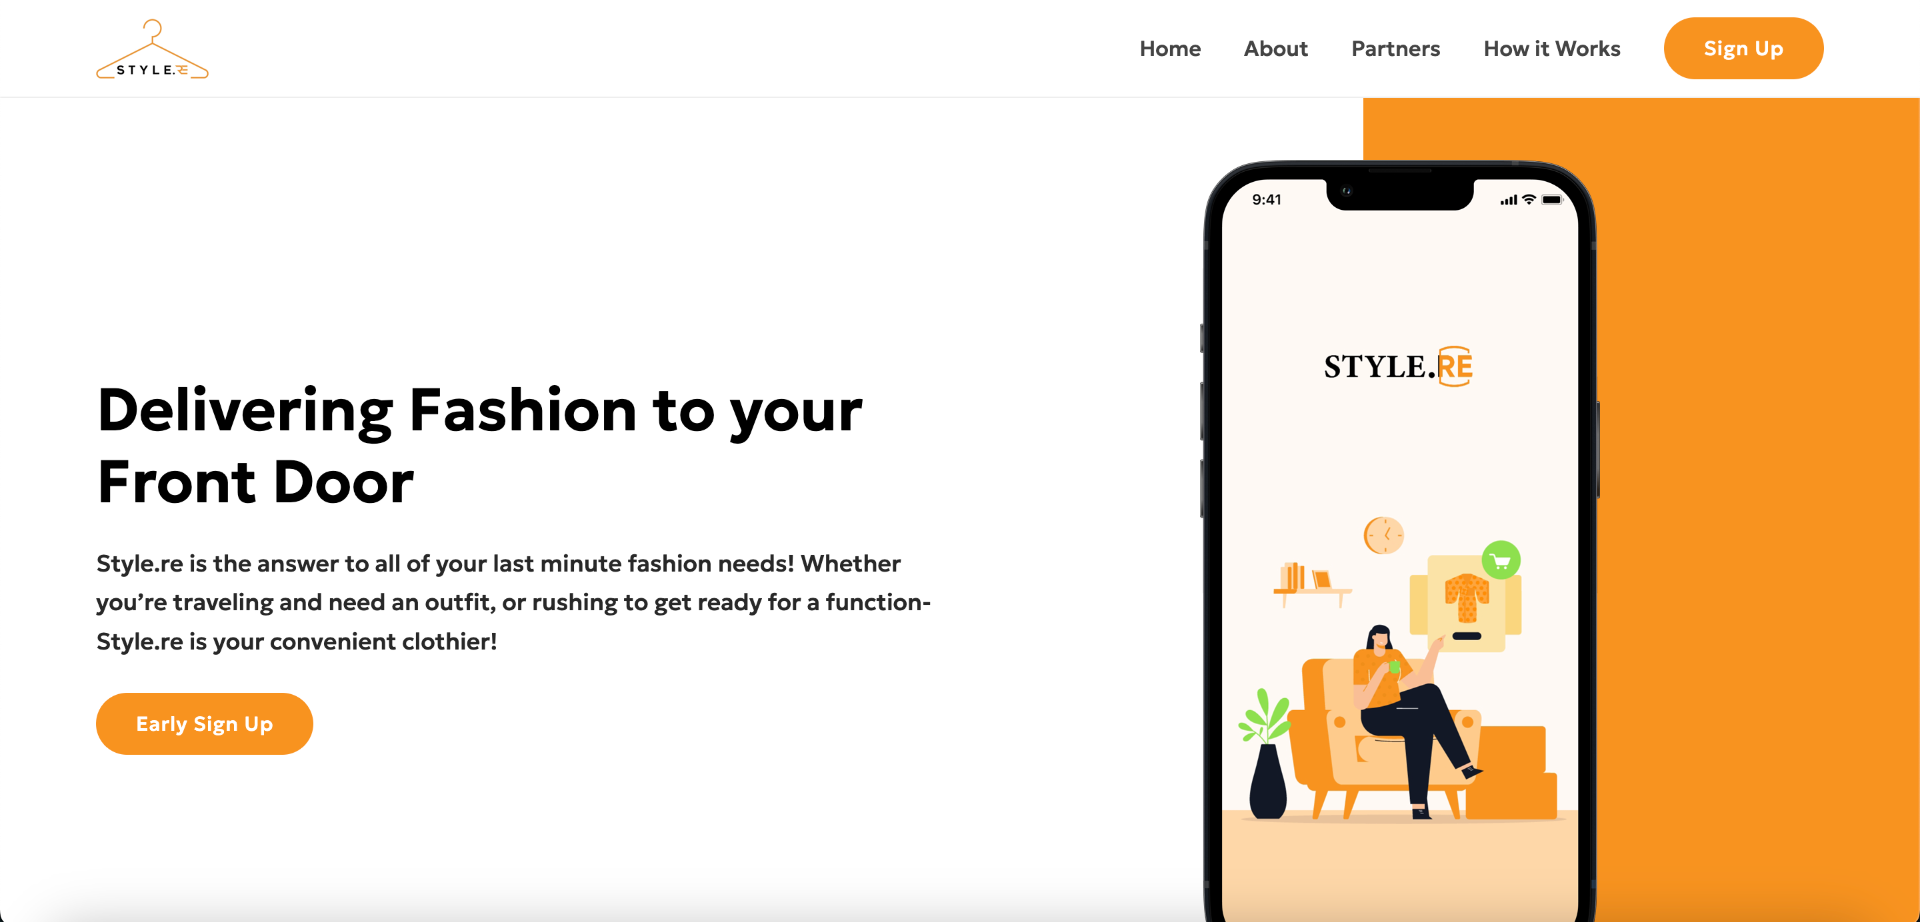 STYLE.RE
Home
About
Partners
How it Works
Sign Up
9:41
STYLE.RE
Delivering Fashion to your
Front Door
Style.re is the answer to all of your last minute fashion needs! Whether
you’re traveling and need an outfit, or rushing to get ready for a function-
Style.re is your convenient clothier!
Early Sign Up